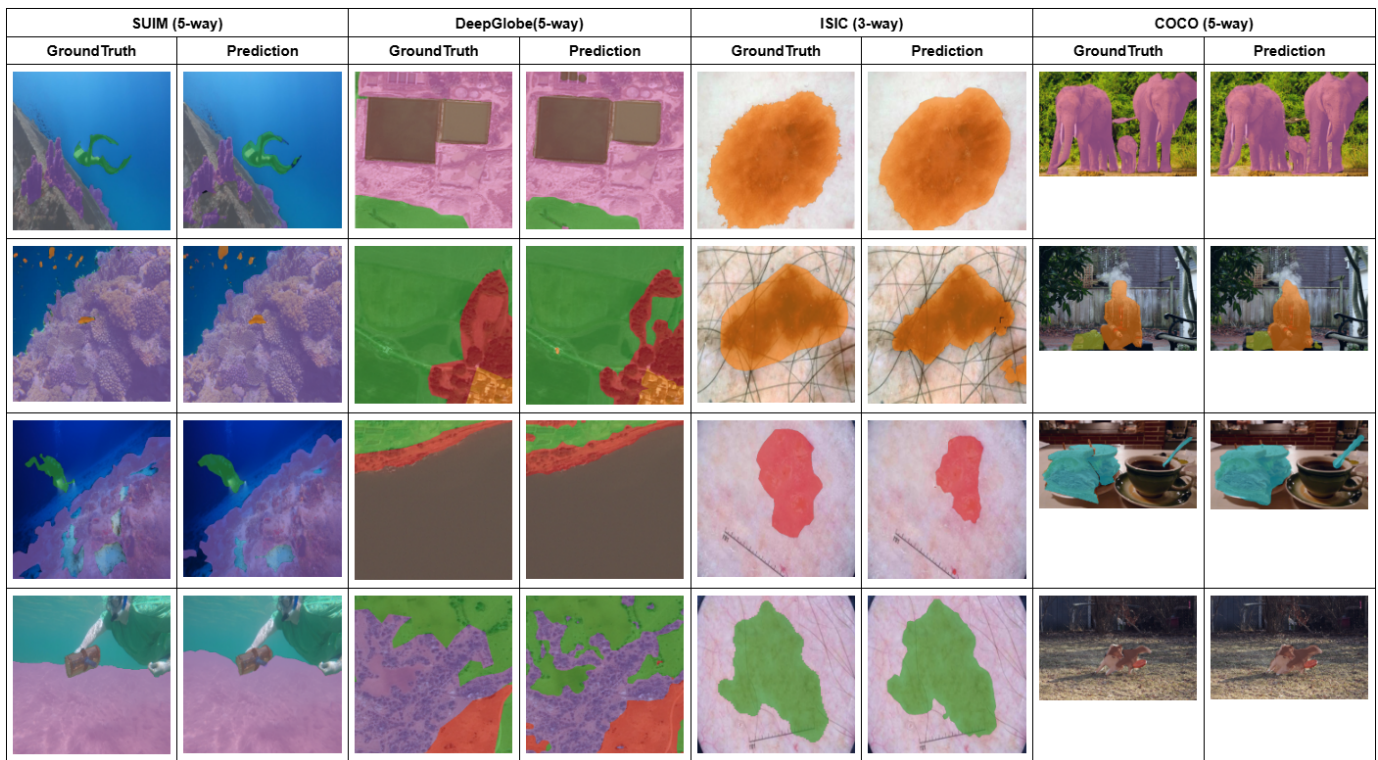 SUIM (5-way) DeepGlobe(5-way) ISIC (3-way) COCO (5-way)
GroundTruth Prediction GroundTruth Prediction GroundTruth Prediction GroundTruth Prediction